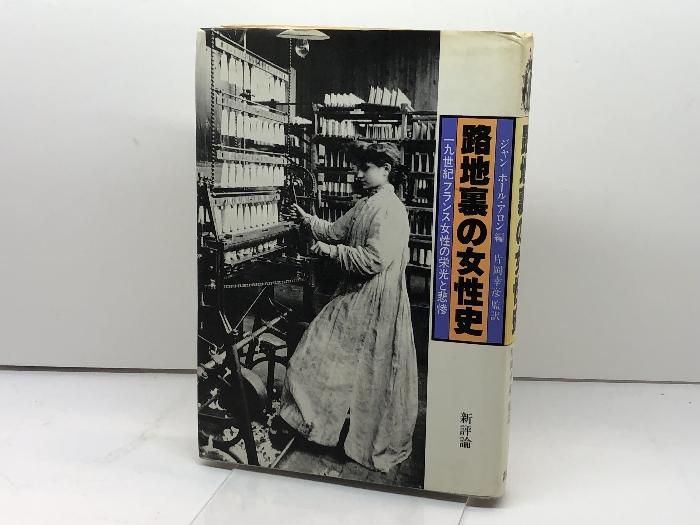 ジャン ポール・アロン編 片岡幸彦監訳
路地裏の女性史
一九世紀フランス女性の栄光と悲惨
新評論